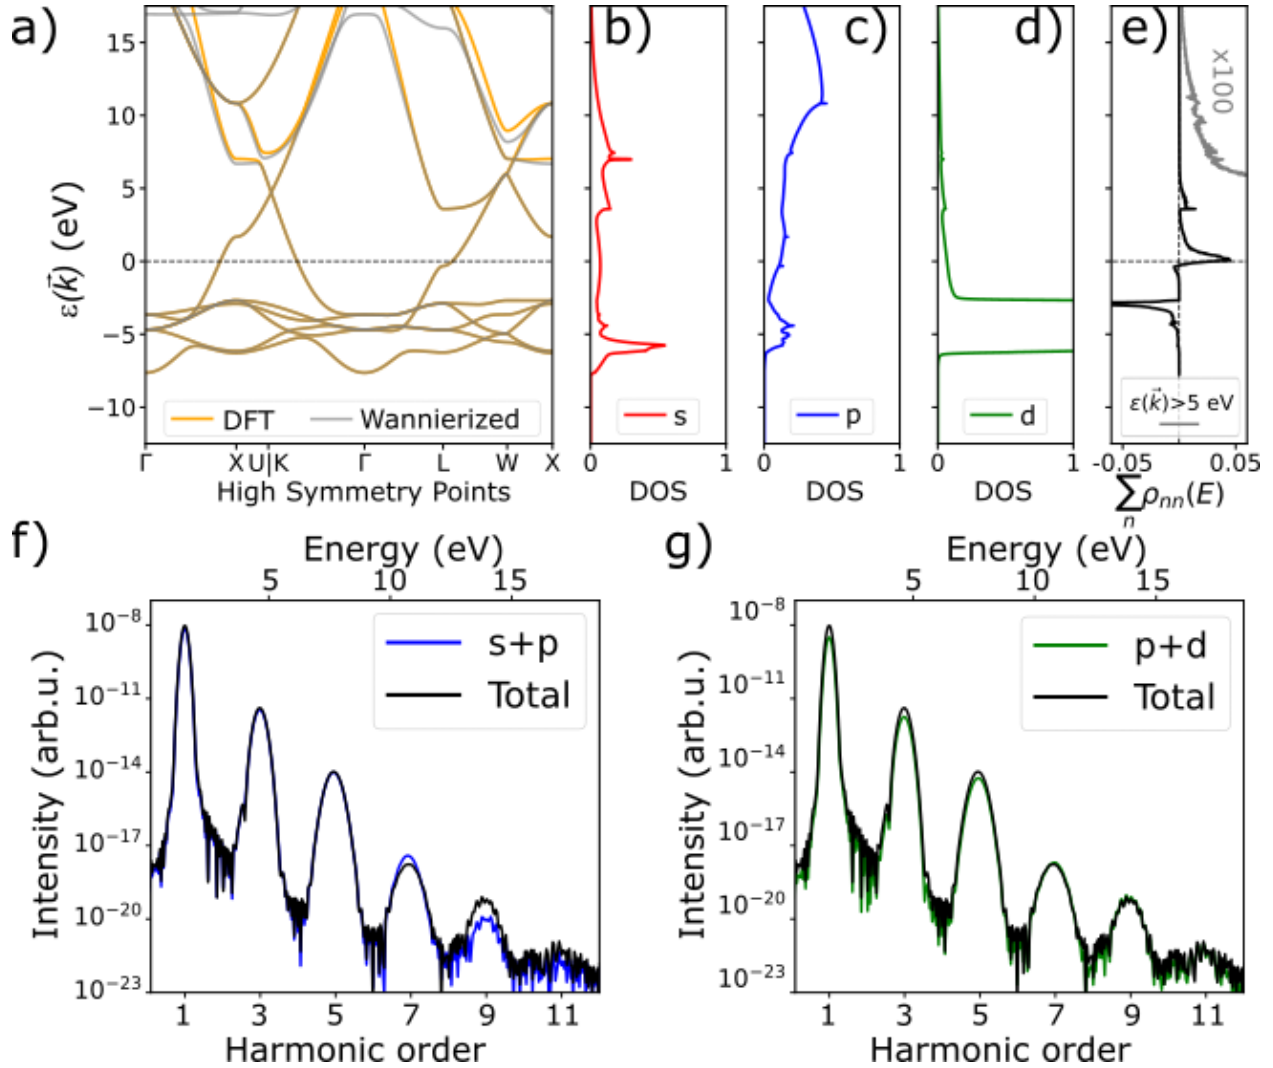 a)
b)
c)
d)
e)
15
10
5
0
−5
−10
ε(k⃗) (eV)
DFT
Wannierized
Γ
X
U|K
Γ
L
W
X
High Symmetry Points
s
0
1
DOS
p
0
1
DOS
d
0
1
DOS
x100
ε(k⃗)>5 eV
-0.05
0.05
∑ₙ ρₙₙ(E)
f)
Energy (eV)
5
10
15
s+p
Total
10⁻⁸
10⁻¹¹
10⁻¹⁴
10⁻¹⁷
10⁻²⁰
10⁻²³
Intensity (arb.u.)
1
3
5
7
9
11
Harmonic order
g)
Energy (eV)
5
10
15
p+d
Total
10⁻⁸
10⁻¹¹
10⁻¹⁴
10⁻¹⁷
10⁻²⁰
10⁻²³
Intensity (arb.u.)
1
3
5
7
9
11
Harmonic order